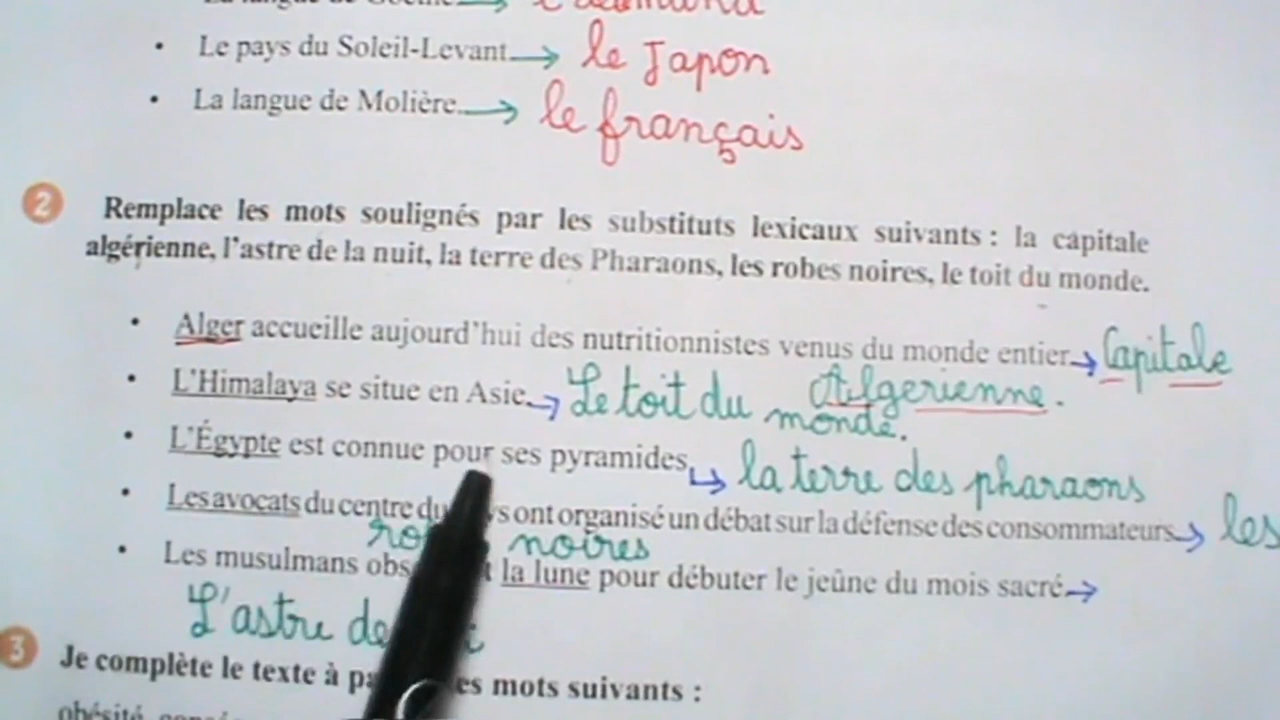 • Le pays du Soleil-Levant → le Japon
• La langue de Molière → le français
2 Remplace les mots soulignés par les substituts lexicaux suivants : la capitale
algérienne, l'astre de la nuit, la terre des Pharaons, les robes noires, le toit du monde.
• Alger accueille aujourd'hui des nutritionnistes venus du monde entier → Capitale
Algerienne.
• L'Himalaya se situe en Asie → Le toit du
monde.
• L'Égypte est connue pour ses pyramides → la terre des pharaons
• Les avocats du centre du ont organisé un débat sur la défense des consommateurs → les
noires
• Les musulmans la lune pour débuter le jeûne du mois sacré →
L'astre de
3 Je complète le texte à mots suivants :
obésité